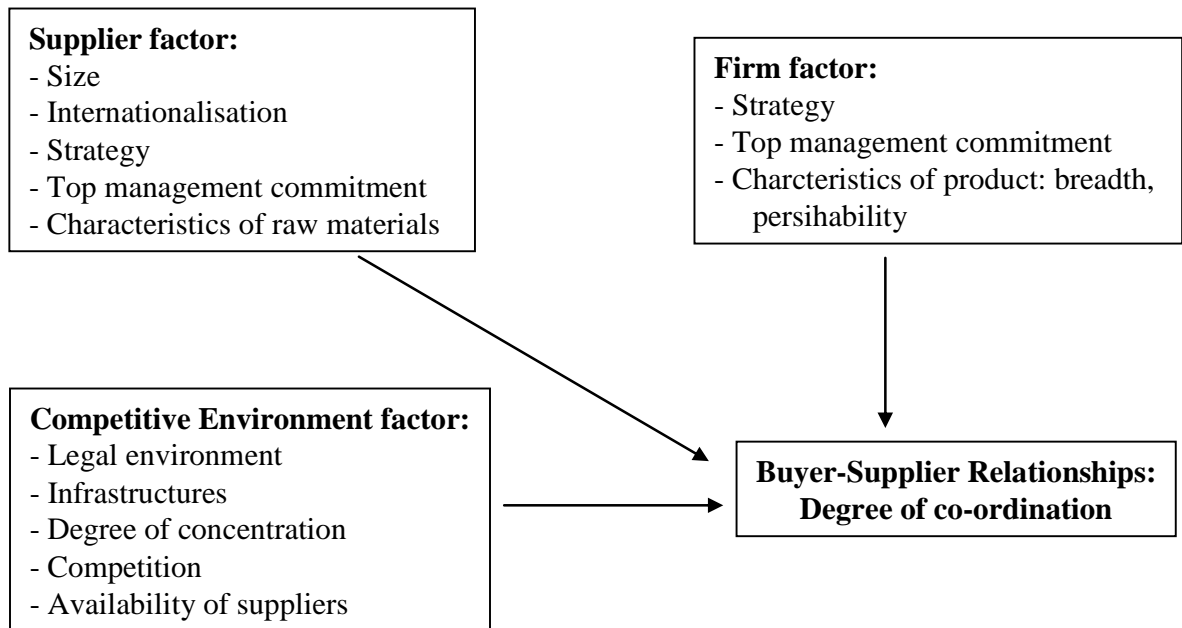 Supplier factor:
- Size
- Internationalisation
- Strategy
- Top management commitment
- Characteristics of raw materials
Firm factor:
- Strategy
- Top management commitment
- Charcteristics of product: breadth,
persihability
Competitive Environment factor:
- Legal environment
- Infrastructures
- Degree of concentration
- Competition
- Availability of suppliers
Buyer-Supplier Relationships:
Degree of co-ordination